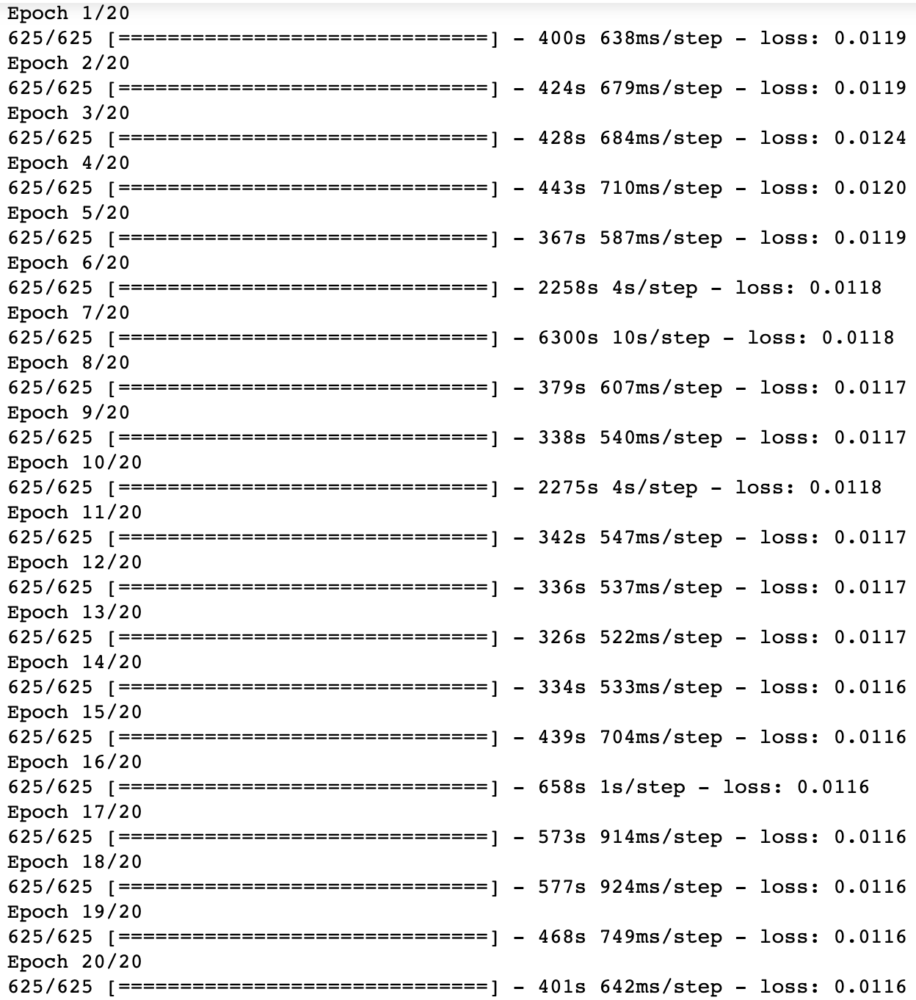 Epoch 1/20
625/625 [==============================] - 400s 638ms/step - loss: 0.0119
Epoch 2/20
625/625 [==============================] - 424s 679ms/step - loss: 0.0119
Epoch 3/20
625/625 [==============================] - 428s 684ms/step - loss: 0.0124
Epoch 4/20
625/625 [==============================] - 443s 710ms/step - loss: 0.0120
Epoch 5/20
625/625 [==============================] - 367s 587ms/step - loss: 0.0119
Epoch 6/20
625/625 [==============================] - 2258s 4s/step - loss: 0.0118
Epoch 7/20
625/625 [==============================] - 6300s 10s/step - loss: 0.0118
Epoch 8/20
625/625 [==============================] - 379s 607ms/step - loss: 0.0117
Epoch 9/20
625/625 [==============================] - 338s 540ms/step - loss: 0.0117
Epoch 10/20
625/625 [==============================] - 2275s 4s/step - loss: 0.0118
Epoch 11/20
625/625 [==============================] - 342s 547ms/step - loss: 0.0117
Epoch 12/20
625/625 [==============================] - 336s 537ms/step - loss: 0.0117
Epoch 13/20
625/625 [==============================] - 326s 522ms/step - loss: 0.0117
Epoch 14/20
625/625 [==============================] - 334s 533ms/step - loss: 0.0116
Epoch 15/20
625/625 [==============================] - 439s 704ms/step - loss: 0.0116
Epoch 16/20
625/625 [==============================] - 658s 1s/step - loss: 0.0116
Epoch 17/20
625/625 [==============================] - 573s 914ms/step - loss: 0.0116
Epoch 18/20
625/625 [==============================] - 577s 924ms/step - loss: 0.0116
Epoch 19/20
625/625 [==============================] - 468s 749ms/step - loss: 0.0116
Epoch 20/20
625/625 [==============================] - 401s 642ms/step - loss: 0.0116